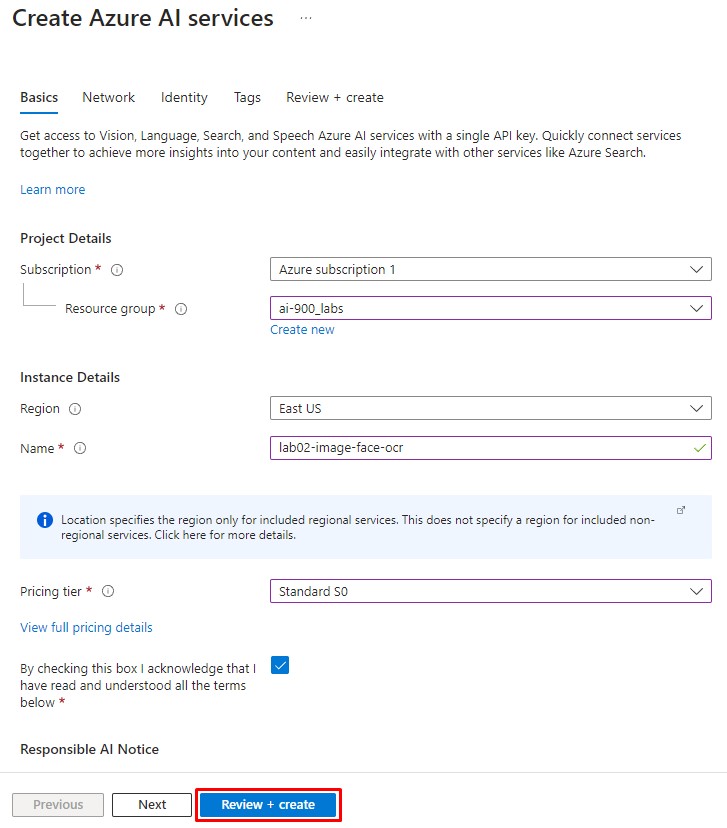 Create Azure AI services ...
Basics Network Identity Tags Review + create
Get access to Vision, Language, Search, and Speech Azure AI services with a single API key. Quickly connect services
together to achieve more insights into your content and easily integrate with other services like Azure Search.
Learn more
Project Details
Subscription * Azure subscription 1
Resource group * ai-900_labs
Create new
Instance Details
Region East US
Name * lab02-image-face-ocr
Location specifies the region only for included regional services. This does not specify a region for included non-
regional services. Click here for more details.
Pricing tier * Standard S0
View full pricing details
By checking this box I acknowledge that I
have read and understood all the terms
below *
Responsible AI Notice
Previous Next Review + create